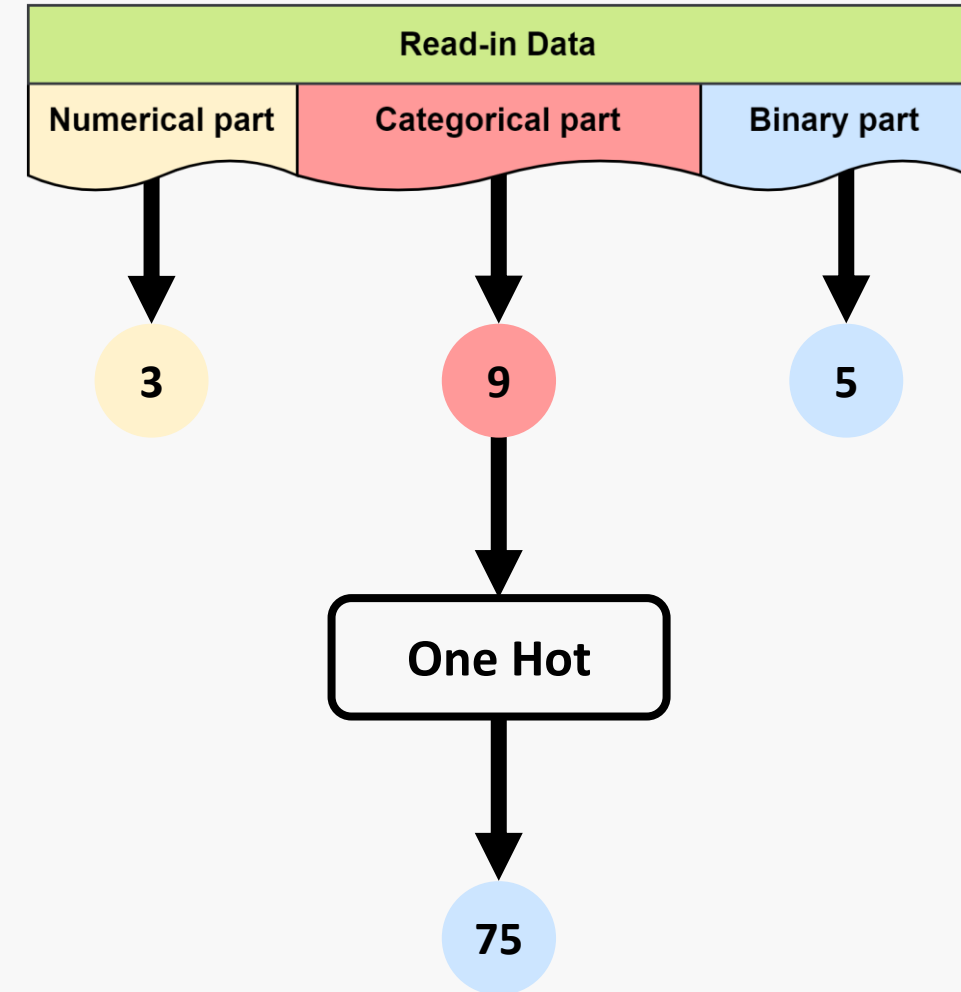 Read-in Data
Numerical part
Categorical part
Binary part
3
9
5
One Hot
75